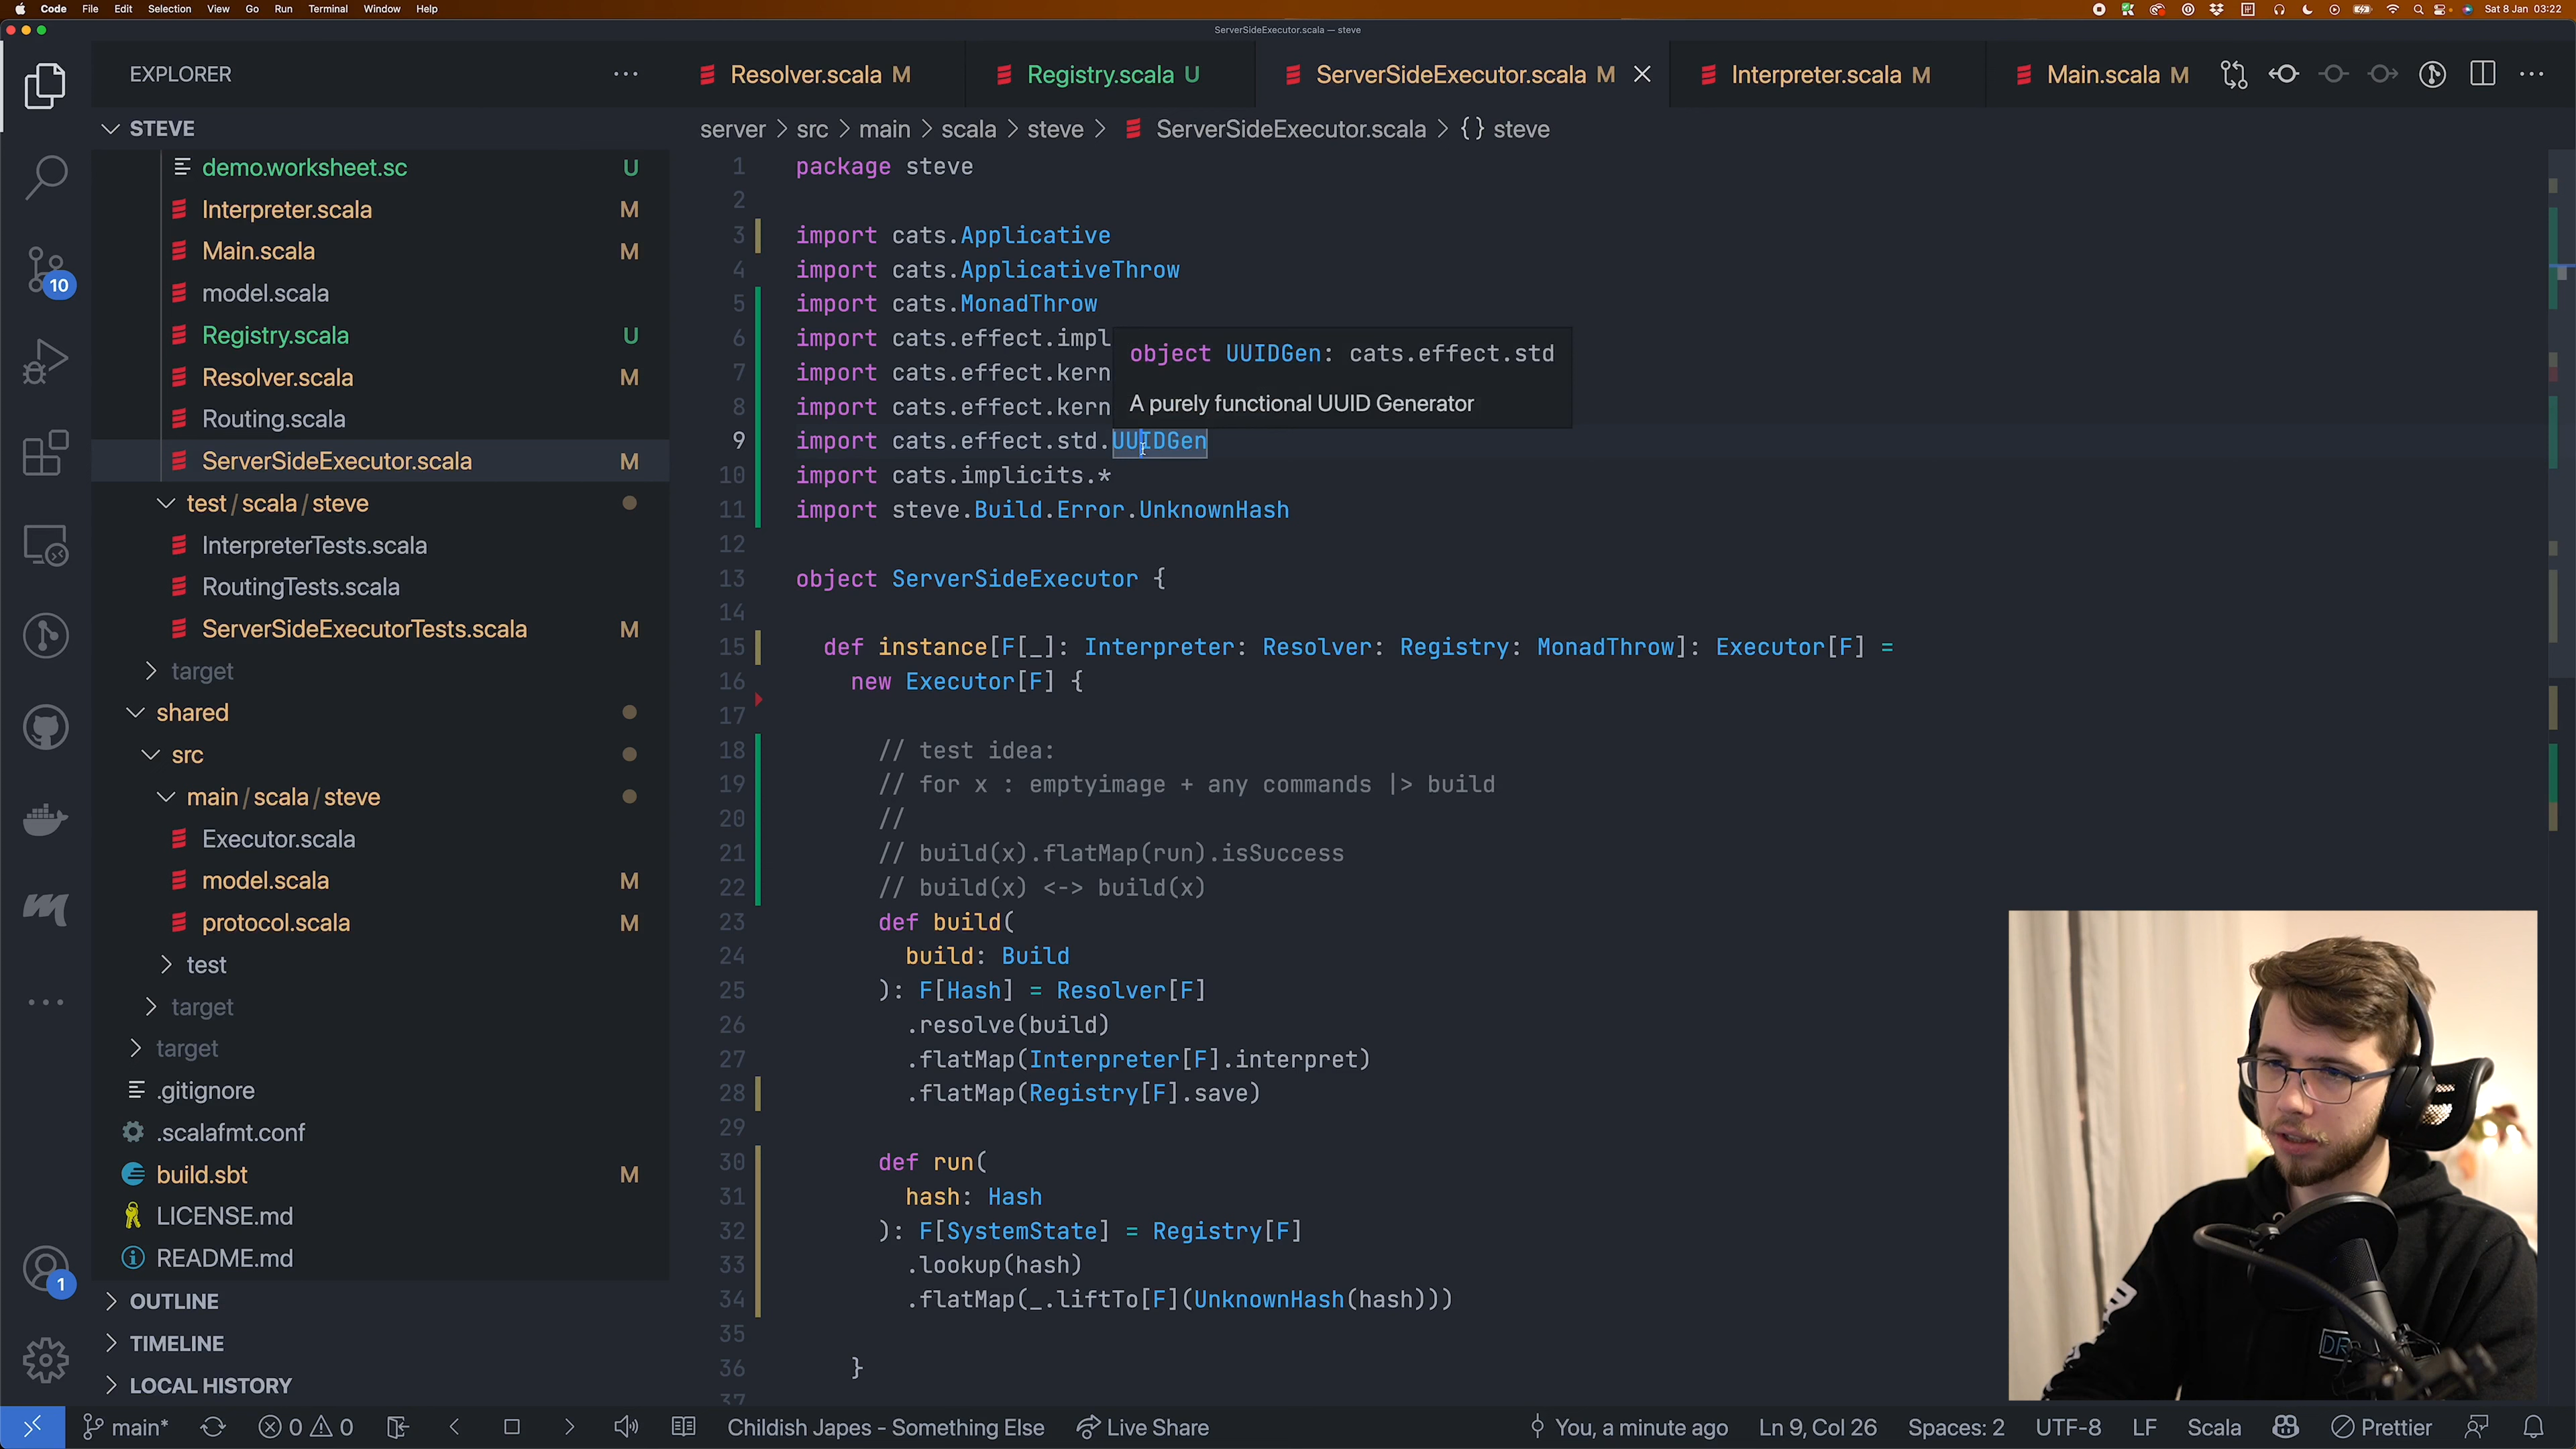 Code File Edit Selection View Go Run Terminal Window Help
Sat 8 Jan 03:22
ServerSideExecutor.scala — steve
EXPLORER
STEVE
demo.worksheet.sc U
Interpreter.scala M
Main.scala M
model.scala
Registry.scala U
Resolver.scala M
Routing.scala
ServerSideExecutor.scala M
test / scala / steve
InterpreterTests.scala
RoutingTests.scala
ServerSideExecutorTests.scala M
target
shared
src
main / scala / steve
Executor.scala
model.scala M
protocol.scala M
test
target
target
.gitignore
.scalafmt.conf
build.sbt M
LICENSE.md
README.md
OUTLINE
TIMELINE
LOCAL HISTORY
10
1
Resolver.scala M
Registry.scala U
ServerSideExecutor.scala M
Interpreter.scala M
Main.scala M
server > src > main > scala > steve > ServerSideExecutor.scala > {} steve
1 package steve
2
3 import cats.Applicative
4 import cats.ApplicativeThrow
5 import cats.MonadThrow
6 import cats.effect.impl
7 import cats.effect.kern
8 import cats.effect.kern
9 import cats.effect.std.UUIDGen
10 import cats.implicits.*
11 import steve.Build.Error.UnknownHash
12
13 object ServerSideExecutor {
14
15 def instance[F[_]: Interpreter: Resolver: Registry: MonadThrow]: Executor[F] =
16 new Executor[F] {
17
18 // test idea:
19 // for x : emptyimage + any commands |> build
20 //
21 // build(x).flatMap(run).isSuccess
22 // build(x) <-> build(x)
23 def build(
24 build: Build
25 ): F[Hash] = Resolver[F]
26 .resolve(build)
27 .flatMap(Interpreter[F].interpret)
28 .flatMap(Registry[F].save)
29
30 def run(
31 hash: Hash
32 ): F[SystemState] = Registry[F]
33 .lookup(hash)
34 .flatMap(_.liftTo[F](UnknownHash(hash)))
35
36 }
37
object UUIDGen: cats.effect.std
A purely functional UUID Generator
main* 0 0 Childish Japes - Something Else Live Share You, a minute ago Ln 9, Col 26 Spaces: 2 UTF-8 LF Scala Prettier